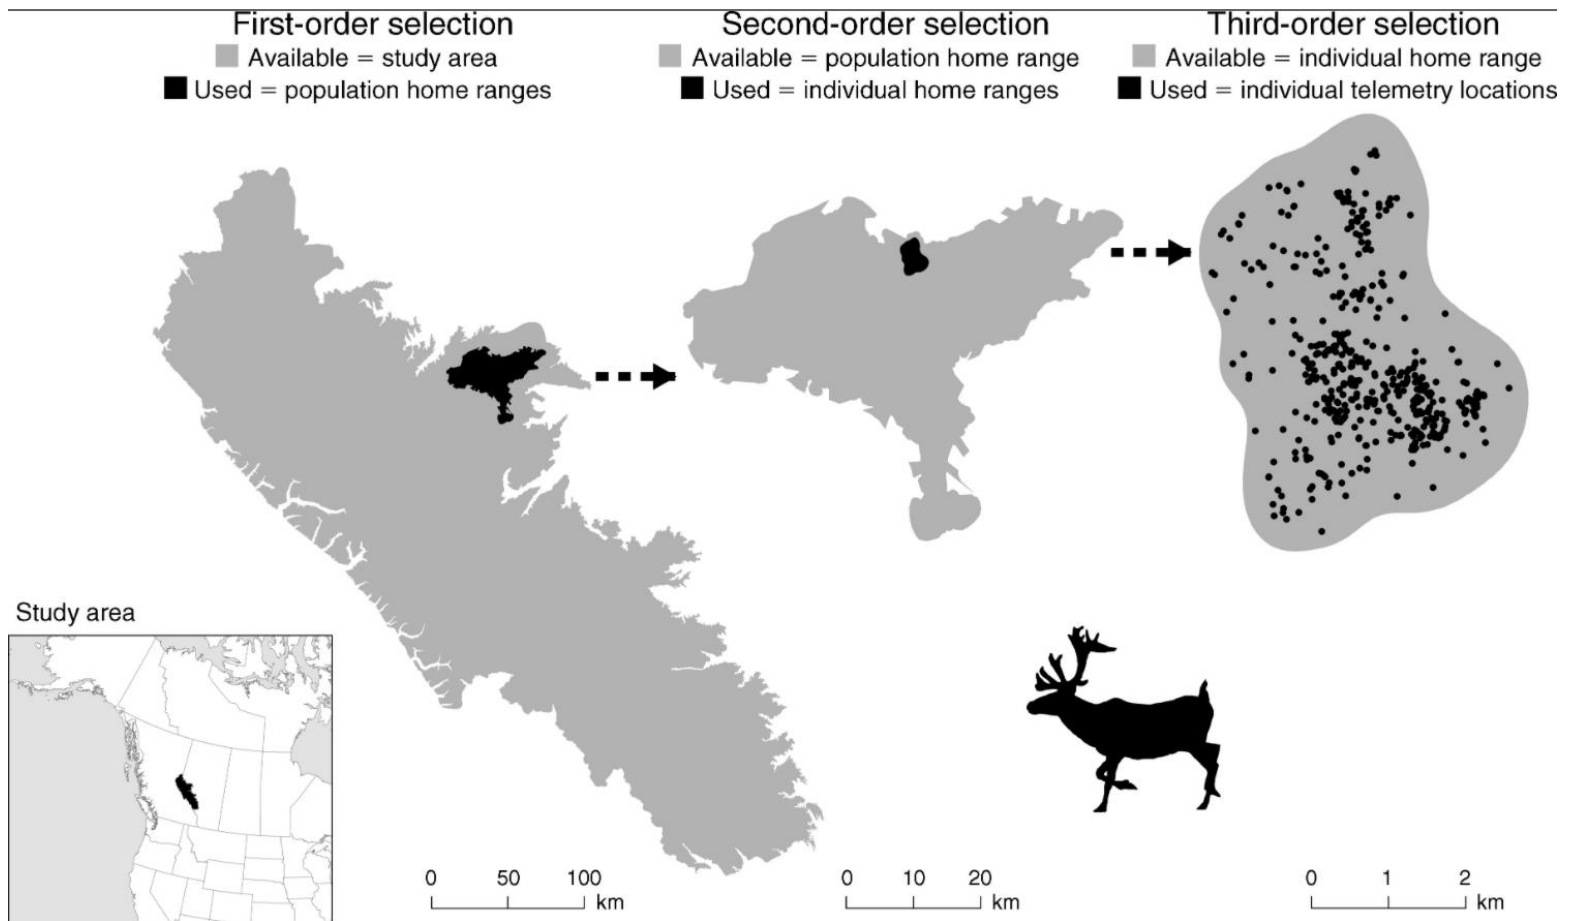 First-order selection
Available = study area
Used = population home ranges
Second-order selection
Available = population home range
Used = individual home ranges
Third-order selection
Available = individual home range
Used = individual telemetry locations
Study area
0 50 100
km
0 10 20
km
0 1 2
km